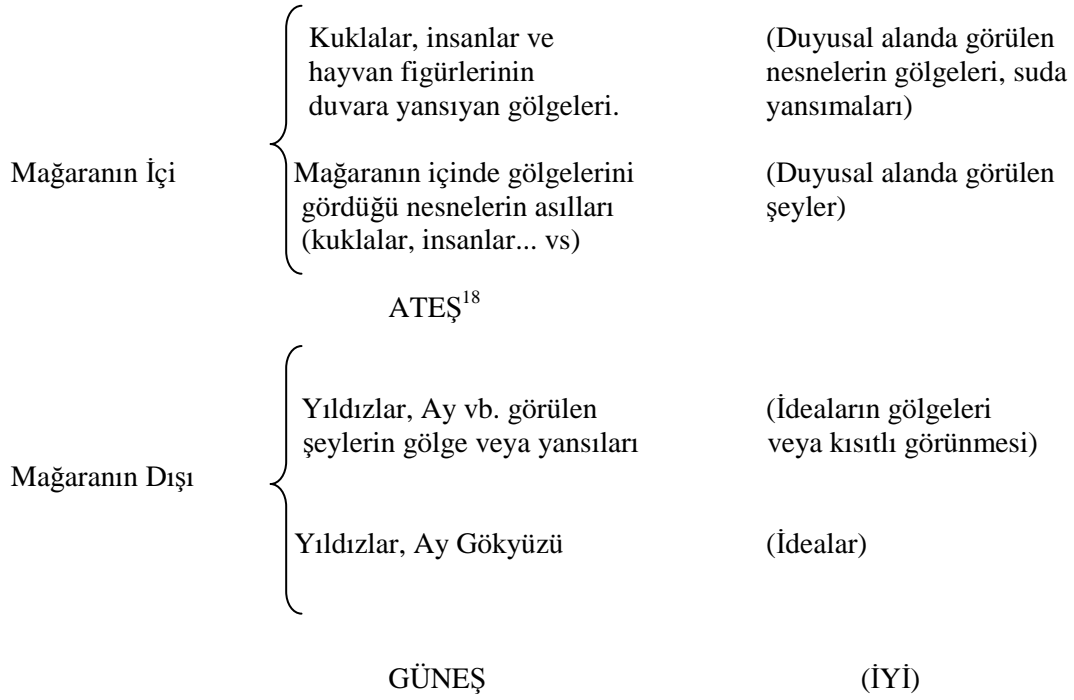 Kuklalar, insanlar ve (Duyusal alanda görülen
hayvan figürlerinin nesnelerin gölgeleri, suda
duvara yansıyan gölgeleri. yansımaları)
Mağaranın İçi Mağaranın içinde gölgelerini (Duyusal alanda görülen
gördüğü nesnelerin asılları şeyler)
(kuklalar, insanlar... vs)
ATEŞ18
Yıldızlar, Ay vb. görülen (İdeaların gölgeleri
şeylerin gölge veya yansıları veya kısıtlı görünmesi)
Mağaranın Dışı
Yıldızlar, Ay Gökyüzü (İdealar)
GÜNEŞ (İYİ)